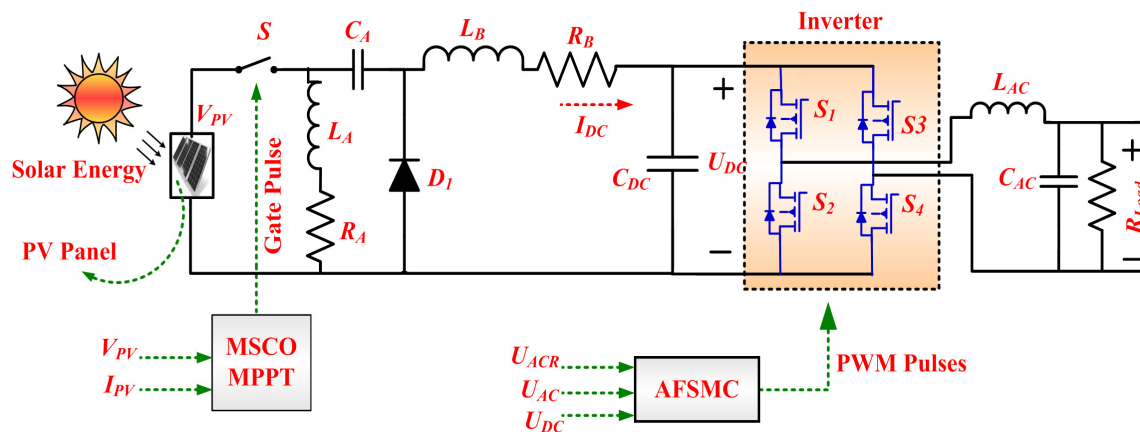 Inverter
S
C_A
L_B
R_B
V_PV
L_A
I_DC
+
S_1
S3
L_AC
Solar Energy
Gate Pulse
D_1
C_DC
U_DC
S_2
S_4
C_AC
+
R_Load
R_A
PV Panel
−
−
V_PV
I_PV
MSCO
MPPT
U_ACR
U_AC
U_DC
AFSMC
PWM Pulses